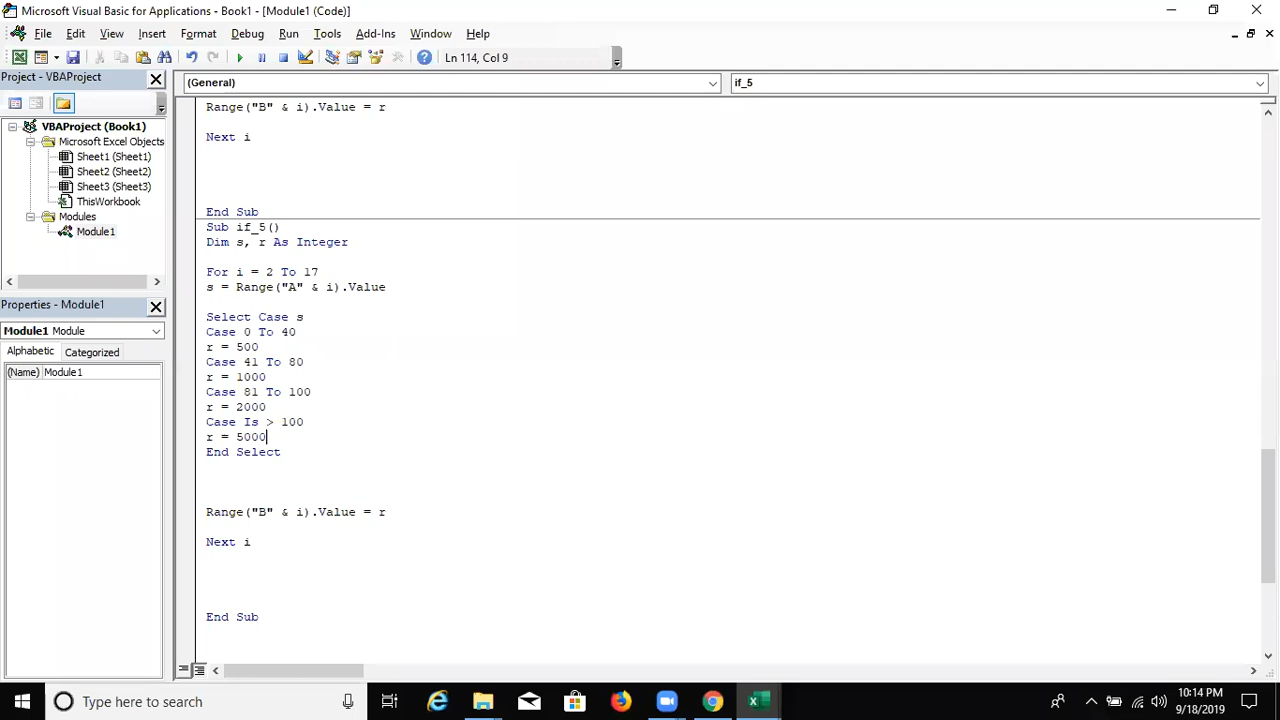 Microsoft Visual Basic for Applications - Book1 - [Module1 (Code)]
File Edit View Insert Format Debug Run Tools Add-Ins Window Help
Ln 114, Col 9
Project - VBAProject
(General)
if_5
VBAProject (Book1)
Microsoft Excel Objects
Sheet1 (Sheet1)
Sheet2 (Sheet2)
Sheet3 (Sheet3)
ThisWorkbook
Modules
Module1
Properties - Module1
Module1 Module
Alphabetic Categorized
(Name) Module1
Range("B" & i).Value = r
Next i
End Sub
Sub if_5()
Dim s, r As Integer
For i = 2 To 17
s = Range("A" & i).Value
Select Case s
Case 0 To 40
r = 500
Case 41 To 80
r = 1000
Case 81 To 100
r = 2000
Case Is > 100
r = 5000
End Select
Range("B" & i).Value = r
Next i
End Sub
Type here to search
10:14 PM
9/18/2019